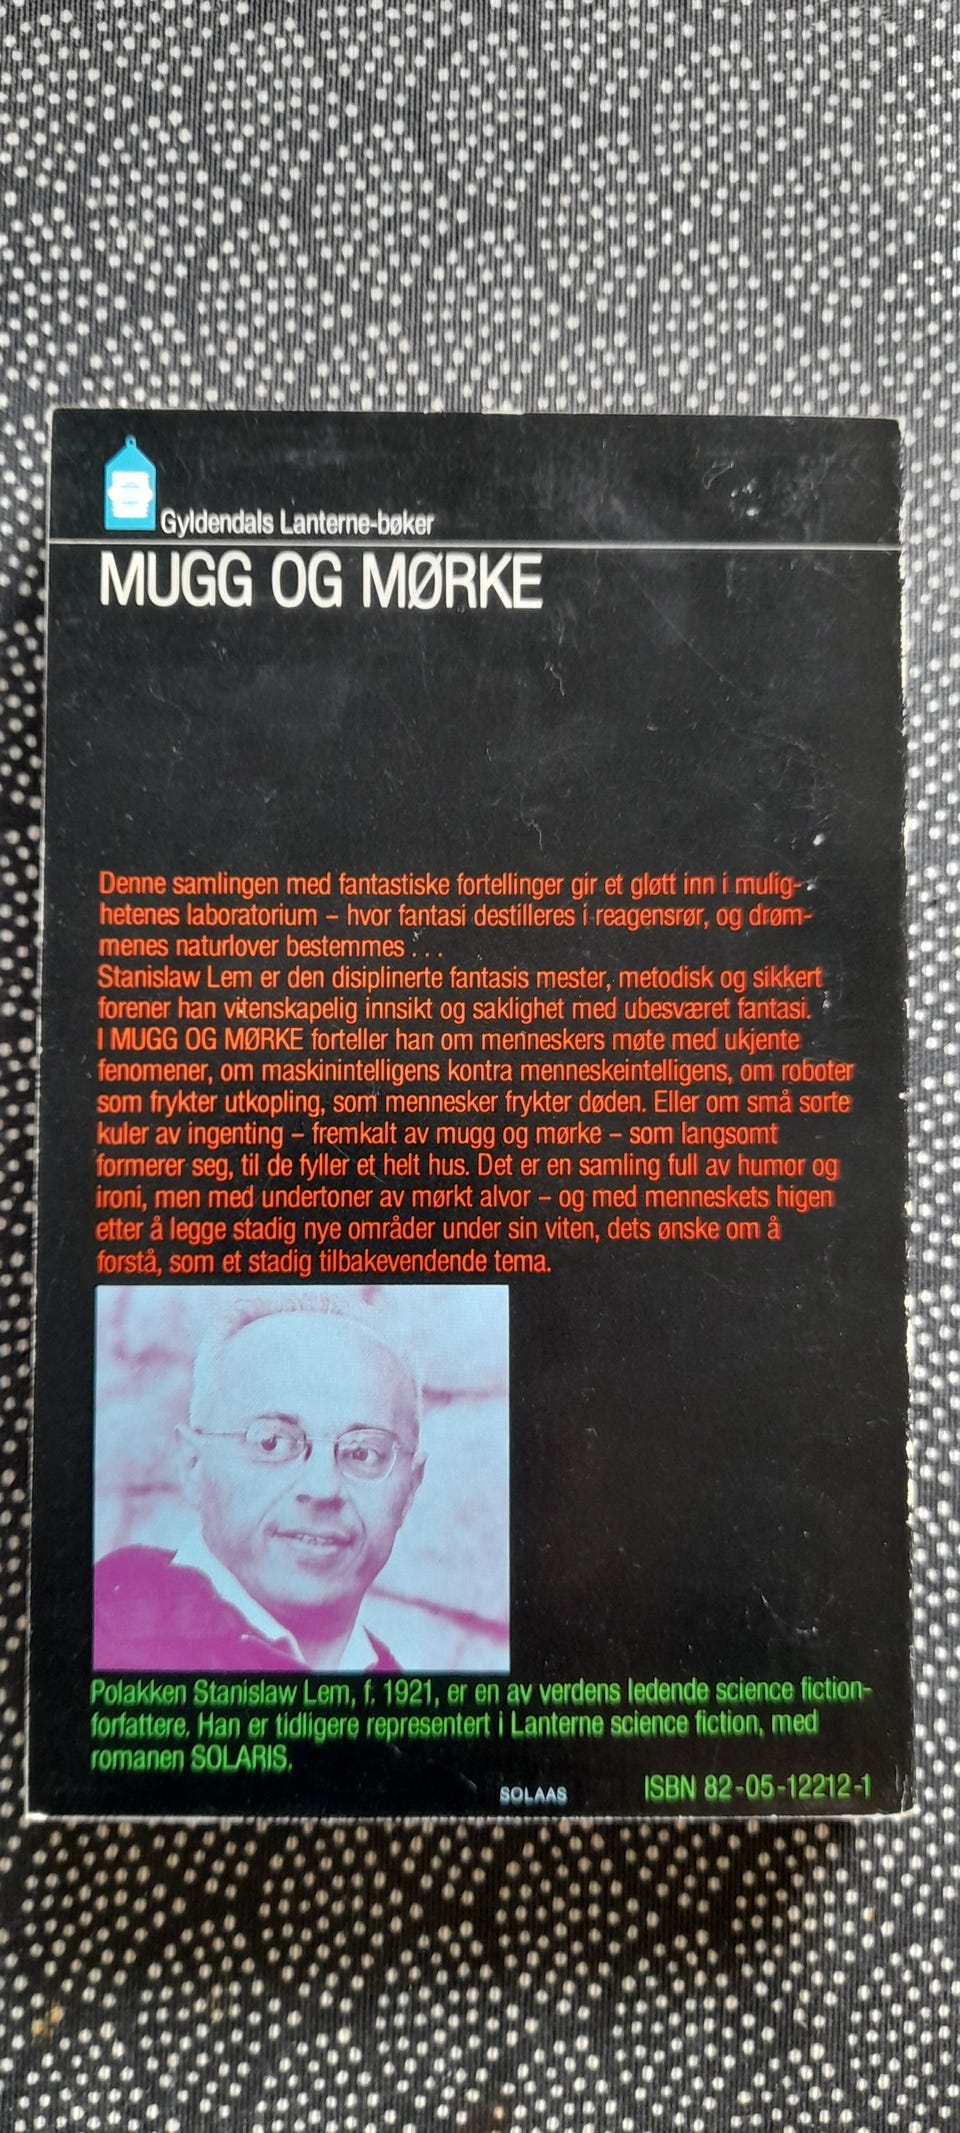 Gyldendals Lanterne-bøker
MUGG OG MØRKE
Denne samlingen med fantastiske fortellinger gir et gløtt inn i mulig-
hetenes laboratorium – hvor fantasi destilleres i reagensrør, og drøm-
menes naturlover bestemmes . . .
Stanislaw Lem er den disiplinerte fantasis mester, metodisk og sikkert
forener han vitenskapelig innsikt og saklighet med ubesværet fantasi.
I MUGG OG MØRKE forteller han om menneskers møte med ukjente
fenomener, om maskinintelligens kontra menneskeintelligens, om roboter
som frykter utkopling, som mennesker frykter døden. Eller om små sorte
kuler av ingenting – fremkalt av mugg og mørke – som langsomt
formerer seg, til de fyller et helt hus. Det er en samling full av humor og
ironi, men med undertoner av mørkt alvor – og med menneskets higen
etter å legge stadig nye områder under sin viten, dets ønske om å
forstå, som et stadig tilbakevendende tema.
Polakken Stanislaw Lem, f. 1921, er en av verdens ledende science fiction-
forfattere. Han er tidligere representert i Lanterne science fiction, med
romanen SOLARIS.
SOLAAS
ISBN 82-05-12212-1